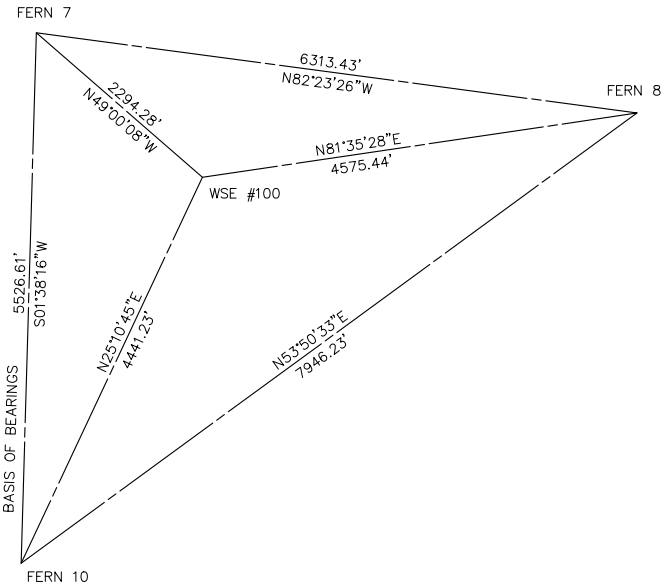 FERN 7
6313.43'
N82°23'26"W
FERN 8
2294.28'
N49°00'08"W
N81°35'28"E
4575.44'
WSE #100
5526.61'
S01°38'16"W
N25°10'45"E
4441.23'
N53°50'33"E
7946.23'
BASIS OF BEARINGS
FERN 10